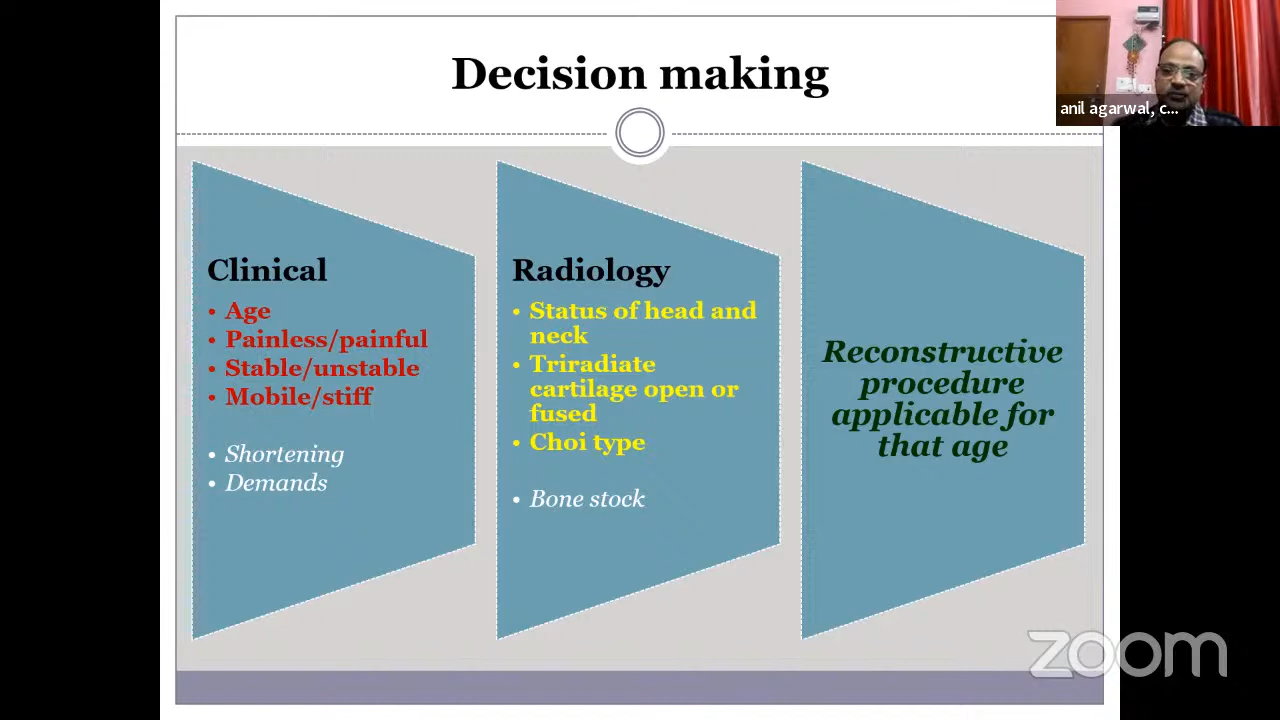 Decision making
anil agarwal, c...
Clinical
• Age
• Painless/painful
• Stable/unstable
• Mobile/stiff
• Shortening
• Demands
Radiology
• Status of head and
neck
• Triradiate
cartilage open or
fused
• Choi type
• Bone stock
Reconstructive
procedure
applicable for
that age
zoom